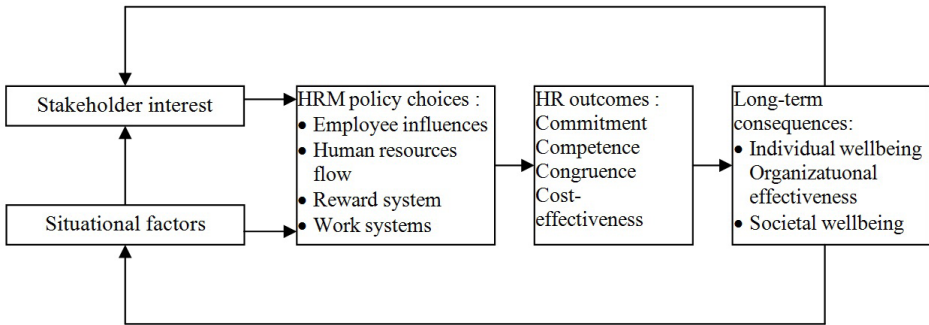 Stakeholder interest
Situational factors
HRM policy choices :
• Employee influences
• Human resources
flow
• Reward system
• Work systems
HR outcomes :
Commitment
Competence
Congruence
Cost-
effectiveness
Long-term
consequences:
• Individual wellbeing
Organizatuonal
effectiveness
• Societal wellbeing